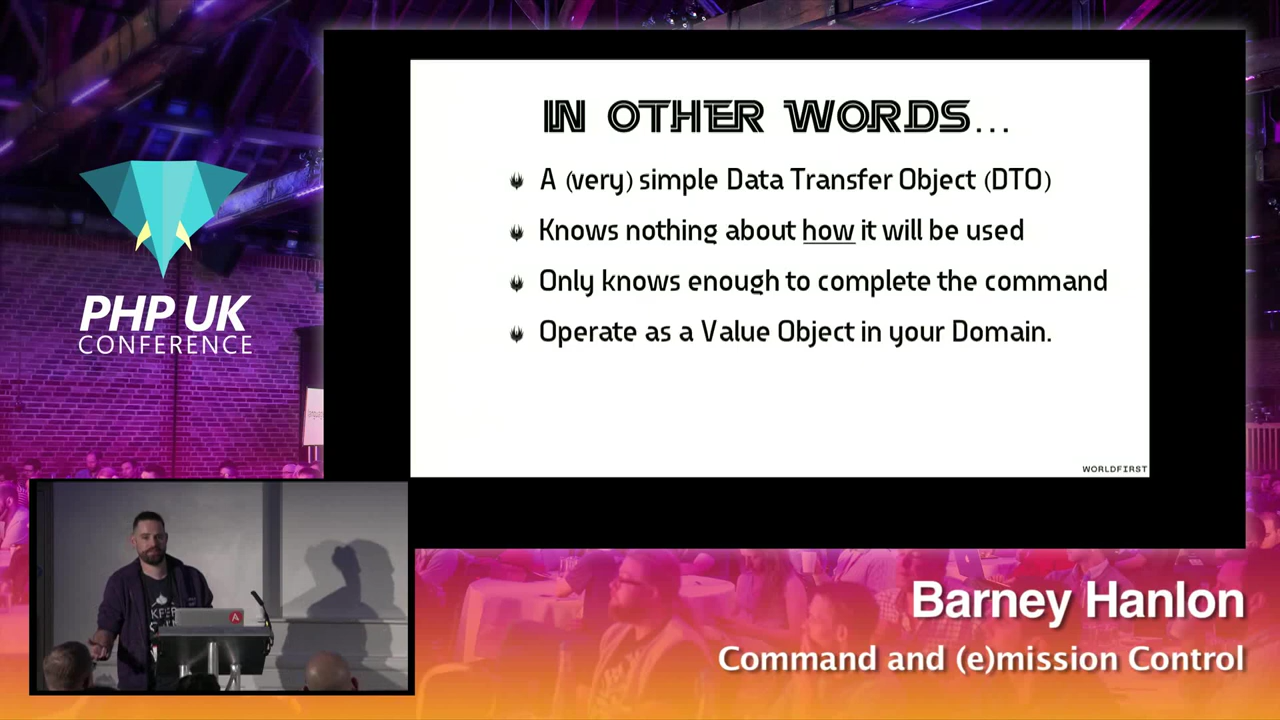 IN OTHER WORDS...
A (very) simple Data Transfer Object (DTO)
Knows nothing about how it will be used
Only knows enough to complete the command
Operate as a Value Object in your Domain.
WORLDFIRST
PHP UK
CONFERENCE
Barney Hanlon
Command and (e)mission Control